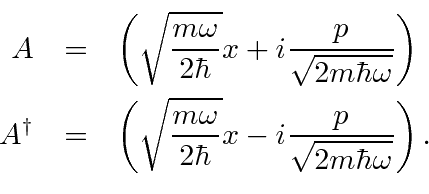 A = (√(mω/2ħ) x + i p/√(2mħω))
A† = (√(mω/2ħ) x − i p/√(2mħω)).